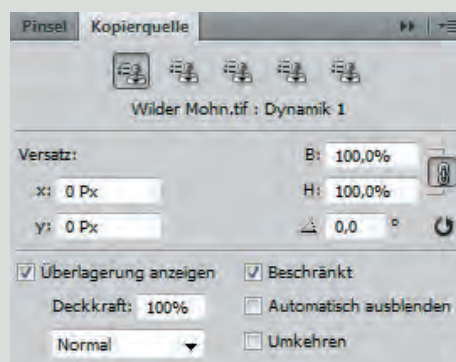 Pinsel Kopierquelle
Wilder Mohn.tif : Dynamik 1
Versatz: B: 100,0%
x: 0 Px H: 100,0%
y: 0 Px 0,0 °
Überlagerung anzeigen Beschränkt
Deckkraft: 100% Automatisch ausblenden
Normal Umkehren